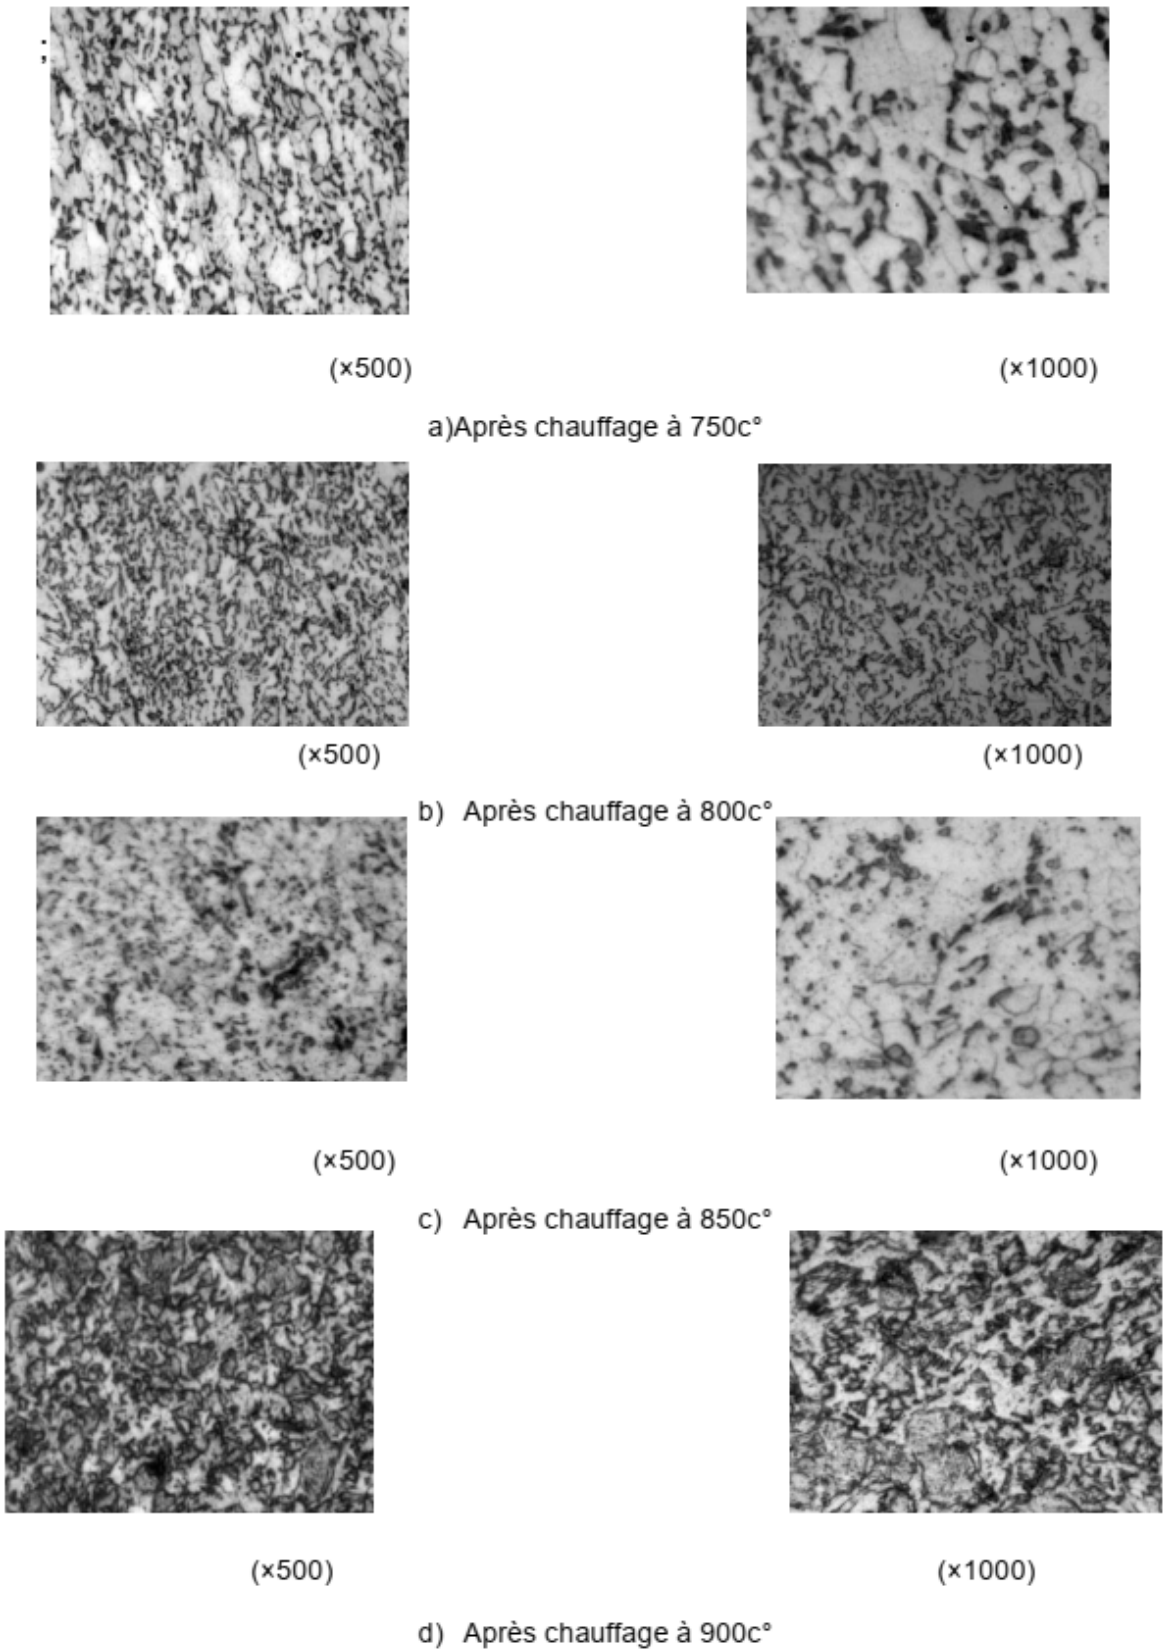 ;
(×500) (×1000)
a)Après chauffage à 750c°
(×500) (×1000)
b) Après chauffage à 800c°
(×500) (×1000)
c) Après chauffage à 850c°
(×500) (×1000)
d) Après chauffage à 900c°